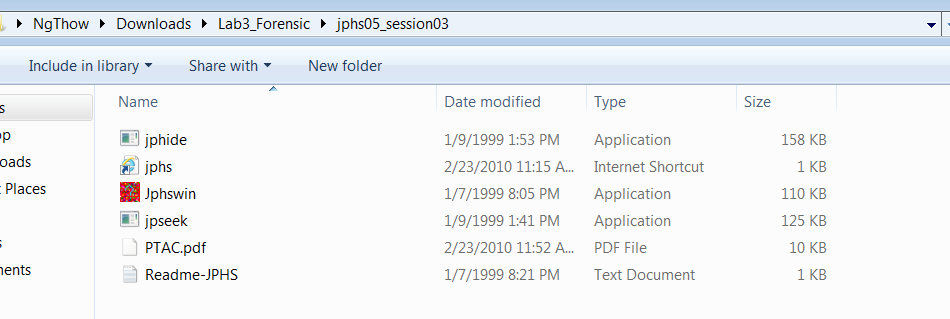 NgThow Downloads Lab3_Forensic jphs05_session03
Include in library Share with New folder
Name Date modified Type Size
jphide 1/9/1999 1:53 PM Application 158 KB
jphs 2/23/2010 11:15 A... Internet Shortcut 1 KB
Jphswin 1/7/1999 8:05 PM Application 110 KB
jpseek 1/9/1999 1:41 PM Application 125 KB
PTAC.pdf 2/23/2010 11:52 A... PDF File 10 KB
Readme-JPHS 1/7/1999 8:21 PM Text Document 1 KB
s
op
oads
t Places
s
ments